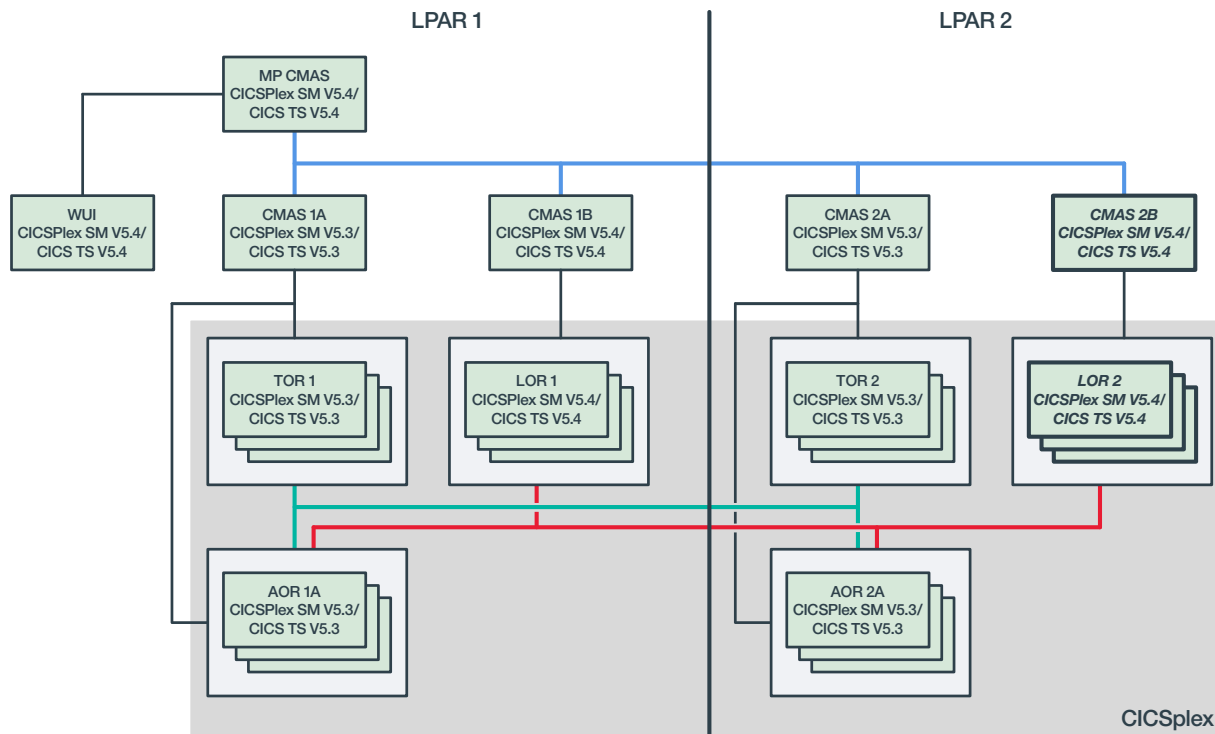 LPAR 1
LPAR 2
MP CMAS
CICSPlex SM V5.4/
CICS TS V5.4
WUI
CICSPlex SM V5.4/
CICS TS V5.4
CMAS 1A
CICSPlex SM V5.3/
CICS TS V5.3
CMAS 1B
CICSPlex SM V5.4/
CICS TS V5.4
CMAS 2A
CICSPlex SM V5.3/
CICS TS V5.3
CMAS 2B
CICSPlex SM V5.4/
CICS TS V5.4
TOR 1
CICSPlex SM V5.3/
CICS TS V5.3
LOR 1
CICSPlex SM V5.4/
CICS TS V5.4
TOR 2
CICSPlex SM V5.3/
CICS TS V5.3
LOR 2
CICSPlex SM V5.4/
CICS TS V5.4
AOR 1A
CICSPlex SM V5.3/
CICS TS V5.3
AOR 2A
CICSPlex SM V5.3/
CICS TS V5.3
CICSplex